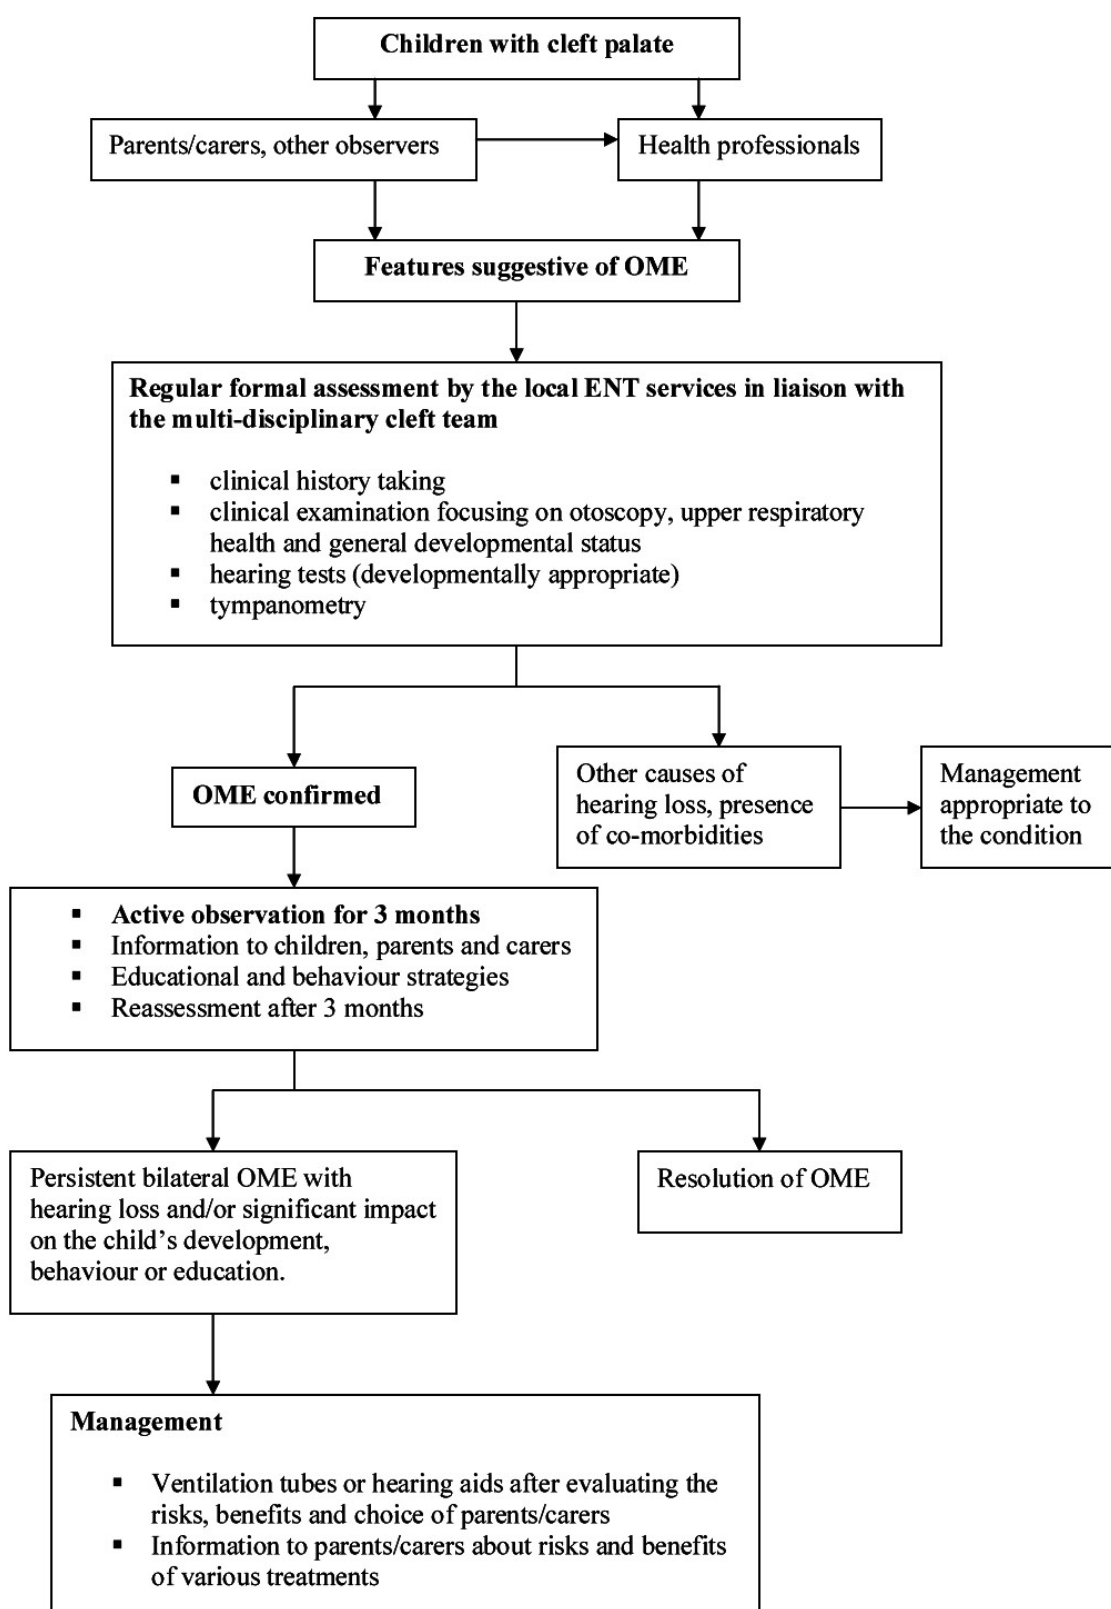 Children with cleft palate
Parents/carers, other observers
Health professionals
Features suggestive of OME
Regular formal assessment by the local ENT services in liaison with
the multi-disciplinary cleft team
▪ clinical history taking
▪ clinical examination focusing on otoscopy, upper respiratory
health and general developmental status
▪ hearing tests (developmentally appropriate)
▪ tympanometry
OME confirmed
Other causes of
hearing loss, presence
of co-morbidities
Management
appropriate to
the condition
▪ Active observation for 3 months
▪ Information to children, parents and carers
▪ Educational and behaviour strategies
▪ Reassessment after 3 months
Persistent bilateral OME with
hearing loss and/or significant impact
on the child's development,
behaviour or education.
Resolution of OME
Management
▪ Ventilation tubes or hearing aids after evaluating the
risks, benefits and choice of parents/carers
▪ Information to parents/carers about risks and benefits
of various treatments